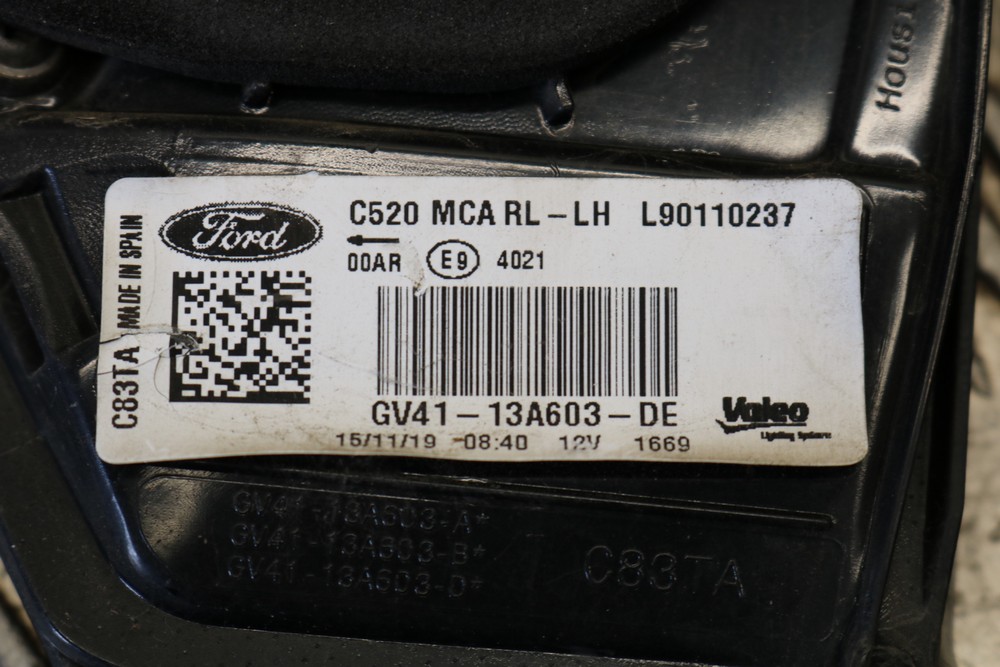 Hous
Ford
C520 MCA RL-LH L90110237
00AR E9 4021
MADE IN SPAIN
C83TA
GV41-13A603-DE
Valeo
Lighting Systems
15/11/19 08:40 12V 1669
GV41-13A603-A*
GV41-13A603-B*
GV41-13A603-D*
C83TA